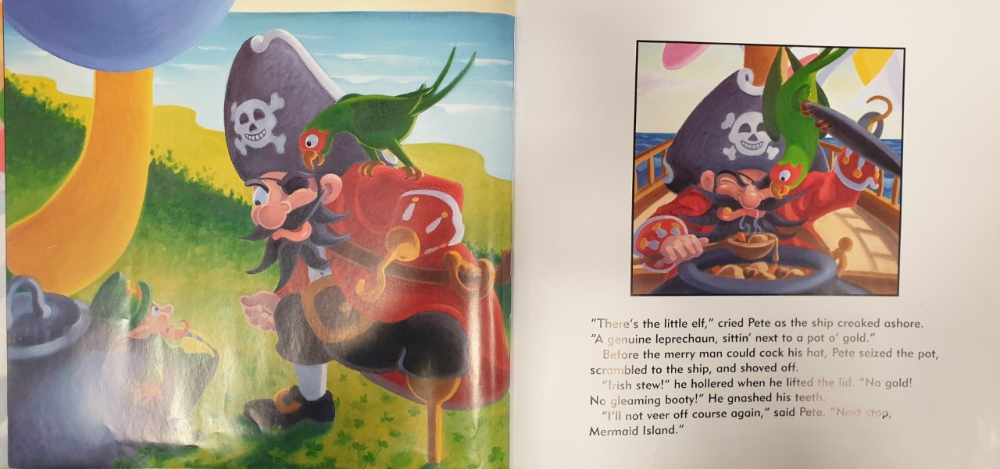 "There's the little elf," cried Pete as the ship creaked ashore.
"A genuine leprechaun, sittin' next to a pot o' gold."
Before the merry man could cock his hat, Pete seized the pot,
scrambled to the ship, and shoved off.
"Irish stew!" he hollered when he lifted the lid. "No gold!
No gleaming booty!" He gnashed his teeth.
"I'll not veer off course again," said Pete. "Next stop,
Mermaid Island."